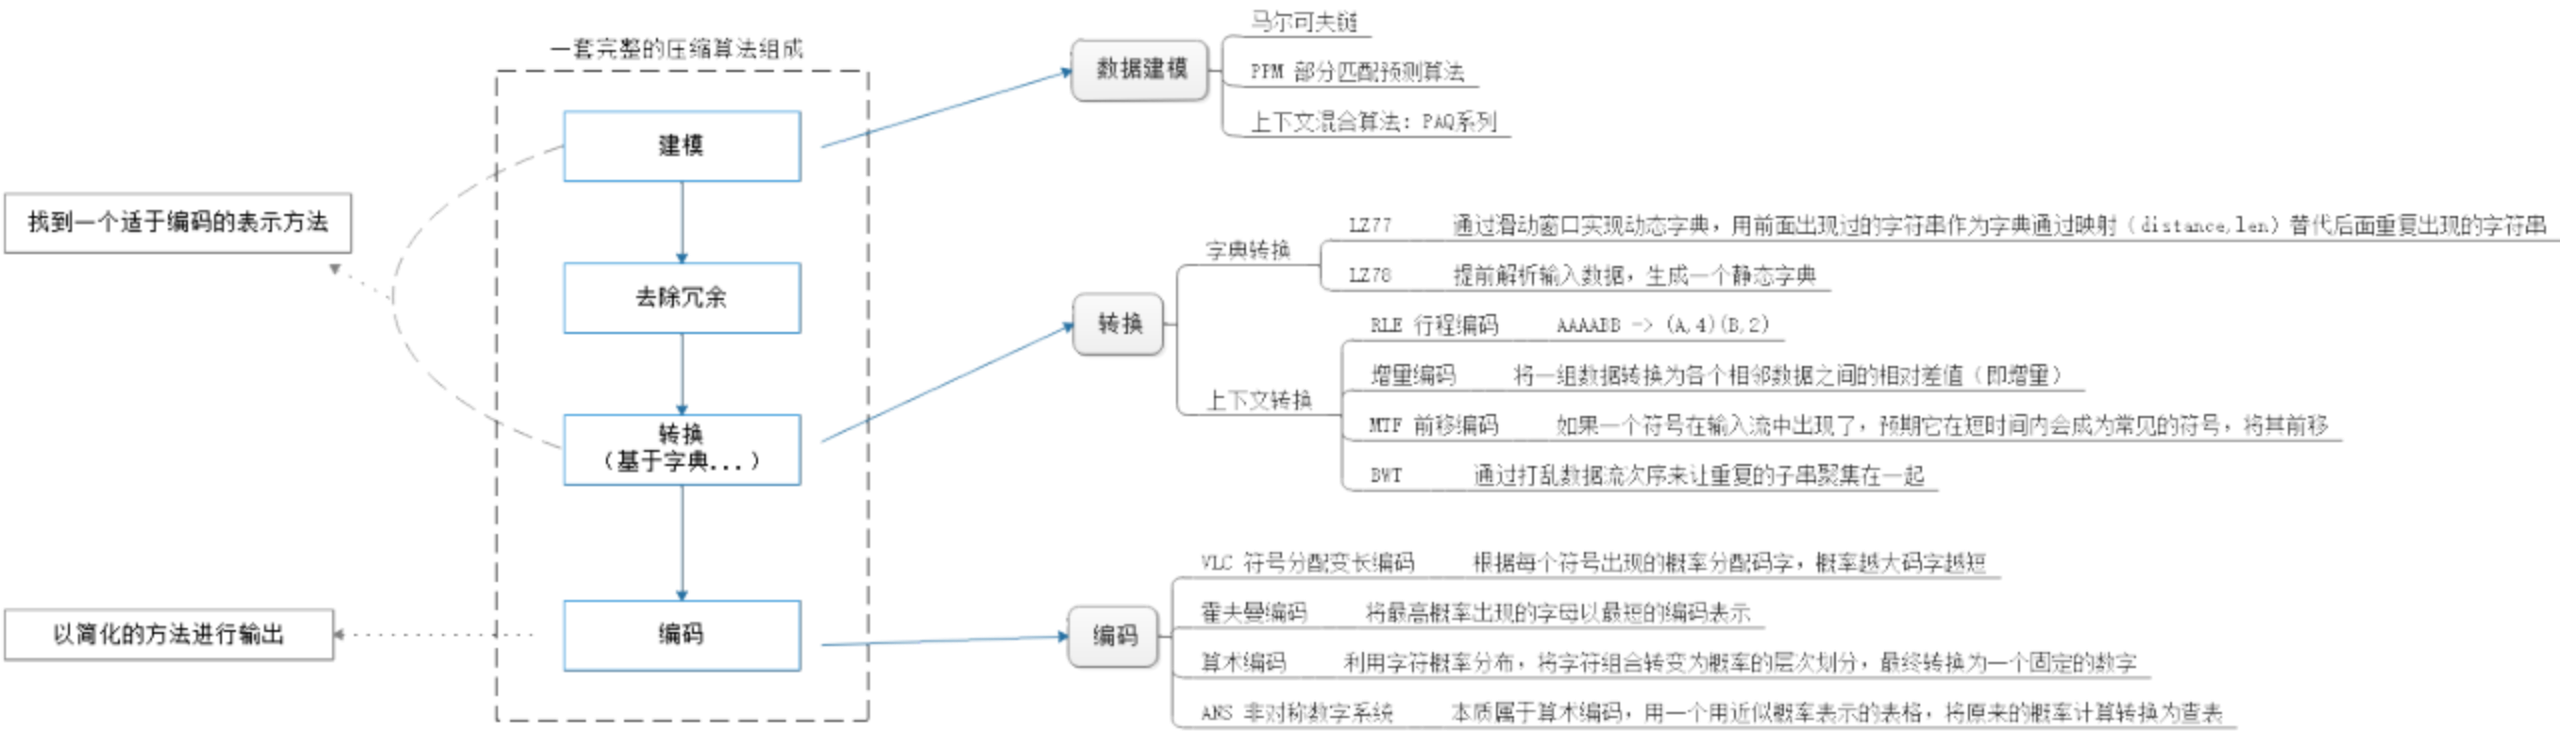 一套完整的压缩算法组成
建模
去除冗余
转换
（基于字典...）
编码
找到一个适于编码的表示方法
以简化的方法进行输出
数据建模
马尔可夫链
PPM 部分匹配预测算法
上下文混合算法: PAQ系列
转换
字典转换
LZ77 通过滑动窗口实现动态字典，用前面出现过的字符串作为字典通过映射（distance,len）替代后面重复出现的字符串
LZ78 提前解析输入数据，生成一个静态字典
上下文转换
RLE 行程编码 AAAABB -> (A,4)(B,2)
增量编码 将一组数据转换为各个相邻数据之间的相对差值（即增量）
MTF 前移编码 如果一个符号在输入流中出现了，预期它在短时间内会成为常见的符号，将其前移
BWT 通过打乱数据流次序来让重复的子串聚集在一起
编码
VLC 符号分配变长编码 根据每个符号出现的概率分配码字，概率越大码字越短
霍夫曼编码 将最高概率出现的字母以最短的编码表示
算术编码 利用字符概率分布，将字符组合转变为概率的层次划分，最终转换为一个固定的数字
ANS 非对称数字系统 本质属于算术编码，用一个用近似概率表示的表格，将原来的概率计算转换为查表